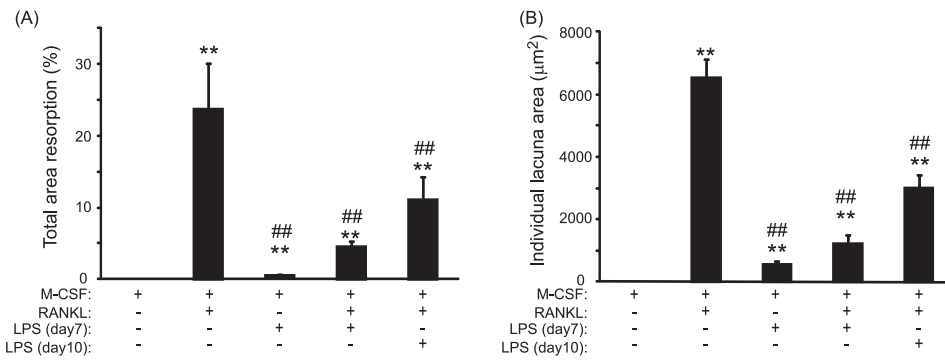 (A)
Total area resorption (%)
30
20
10
0
**
##
**
##
**
##
**
M-CSF: + + + + +
RANKL: - + - + +
LPS (day7): - - + + -
LPS (day10): - - - - +
(B)
Individual lacuna area (μm²)
8000
6000
4000
2000
0
**
##
**
##
**
##
**
M-CSF: + + + + +
RANKL: - + - + +
LPS (day7): - - + + -
LPS (day10): - - - - +